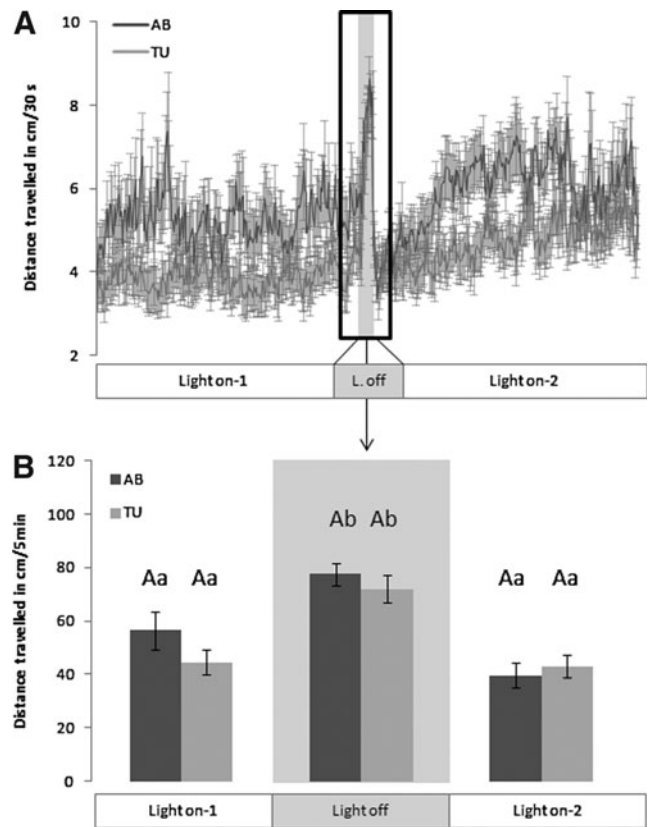 A
AB
TU
Distance travelled in cm/30 s
10
8
6
4
2
Light on-1
L. off
Light on-2
B
AB
TU
Distance travelled in cm/5min
120
100
80
60
40
20
0
Aa Aa
Ab Ab
Aa Aa
Light on-1
Light off
Light on-2